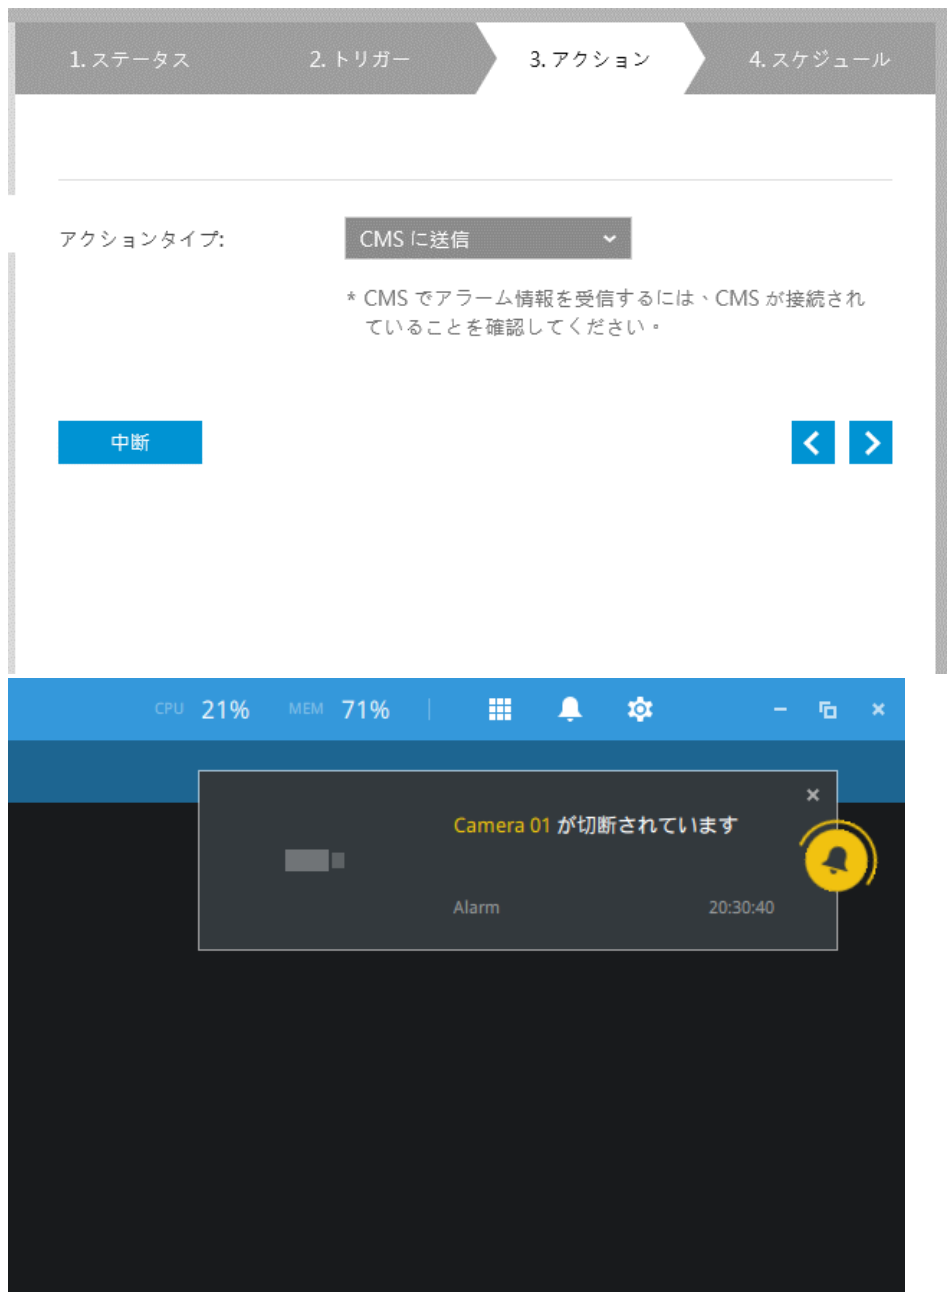 1. ステータス
2. トリガー
3. アクション
4. スケジュール
アクションタイプ:
CMS に送信
* CMS でアラーム情報を受信するには、CMS が接続され
ていることを確認してください。
中断
CPU 21% MEM 71%
Camera 01 が切断されています
Alarm 20:30:40